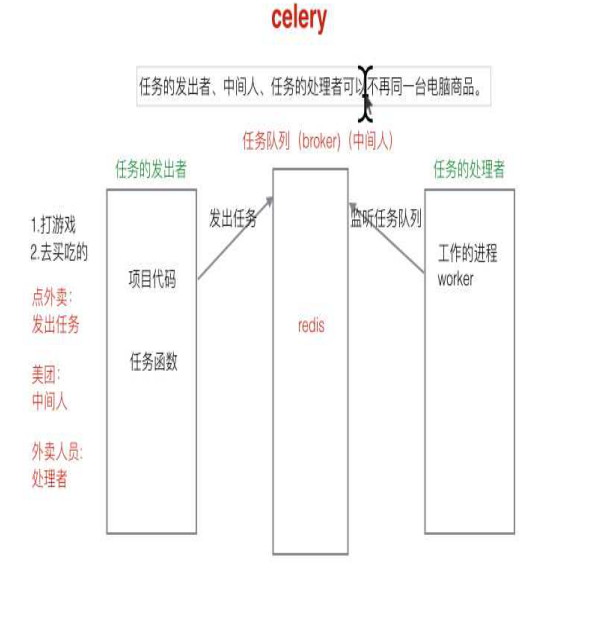 celery
任务的发出者、中间人、任务的处理者可以不再同一台电脑商品。
任务队列（broker)（中间人）
任务的发出者
任务的处理者
发出任务
监听任务队列
1.打游戏
2.去买吃的
项目代码
工作的进程
worker
点外卖：
发出任务
redis
任务函数
美团：
中间人
外卖人员:
处理者